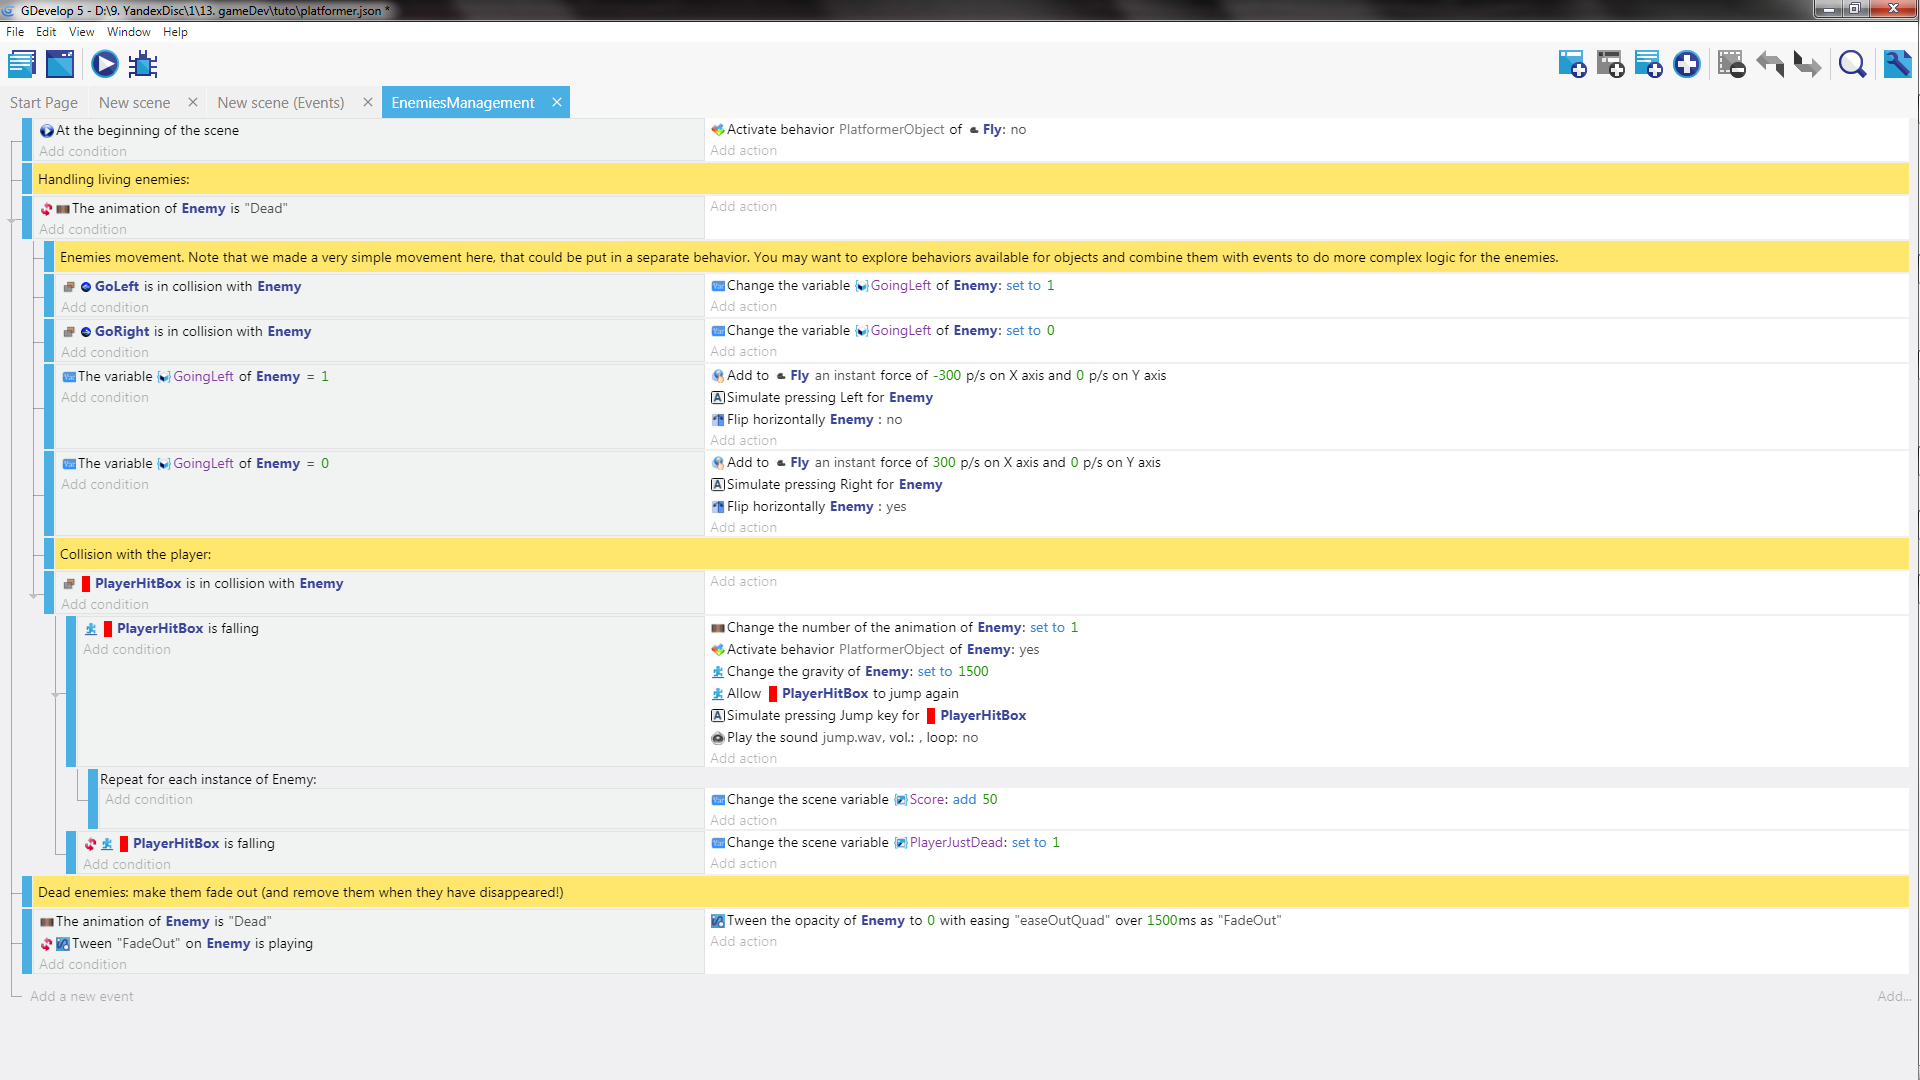 GDevelop 5 - D:\9. YandexDisc\1\13. gameDev\tuto\platformer.json *
File Edit View Window Help
Start Page New scene × New scene (Events) × EnemiesManagement ×
At the beginning of the scene
Add condition
Activate behavior PlatformerObject of Fly: no
Add action
Handling living enemies:
The animation of Enemy is "Dead"
Add condition
Add action
Enemies movement. Note that we made a very simple movement here, that could be put in a separate behavior. You may want to explore behaviors available for objects and combine them with events to do more complex logic for the enemies.
GoLeft is in collision with Enemy
Add condition
Change the variable GoingLeft of Enemy: set to 1
Add action
GoRight is in collision with Enemy
Add condition
Change the variable GoingLeft of Enemy: set to 0
Add action
The variable GoingLeft of Enemy = 1
Add condition
Add to Fly an instant force of -300 p/s on X axis and 0 p/s on Y axis
Simulate pressing Left for Enemy
Flip horizontally Enemy : no
Add action
The variable GoingLeft of Enemy = 0
Add condition
Add to Fly an instant force of 300 p/s on X axis and 0 p/s on Y axis
Simulate pressing Right for Enemy
Flip horizontally Enemy : yes
Add action
Collision with the player:
PlayerHitBox is in collision with Enemy
Add condition
Add action
PlayerHitBox is falling
Add condition
Change the number of the animation of Enemy: set to 1
Activate behavior PlatformerObject of Enemy: yes
Change the gravity of Enemy: set to 1500
Allow PlayerHitBox to jump again
Simulate pressing Jump key for PlayerHitBox
Play the sound jump.wav, vol.: , loop: no
Add action
Repeat for each instance of Enemy:
Add condition
Change the scene variable Score: add 50
Add action
PlayerHitBox is falling
Add condition
Change the scene variable PlayerJustDead: set to 1
Add action
Dead enemies: make them fade out (and remove them when they have disappeared!)
The animation of Enemy is "Dead"
Tween "FadeOut" on Enemy is playing
Add condition
Tween the opacity of Enemy to 0 with easing "easeOutQuad" over 1500ms as "FadeOut"
Add action
Add a new event
Add...